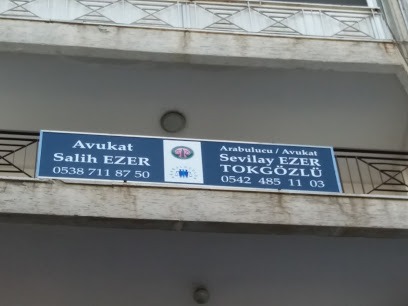 Avukat
Salih EZER
0538 711 87 50
Arabulucu / Avukat
Sevilay EZER
TOKGÖZLÜ
0542 485 11 03